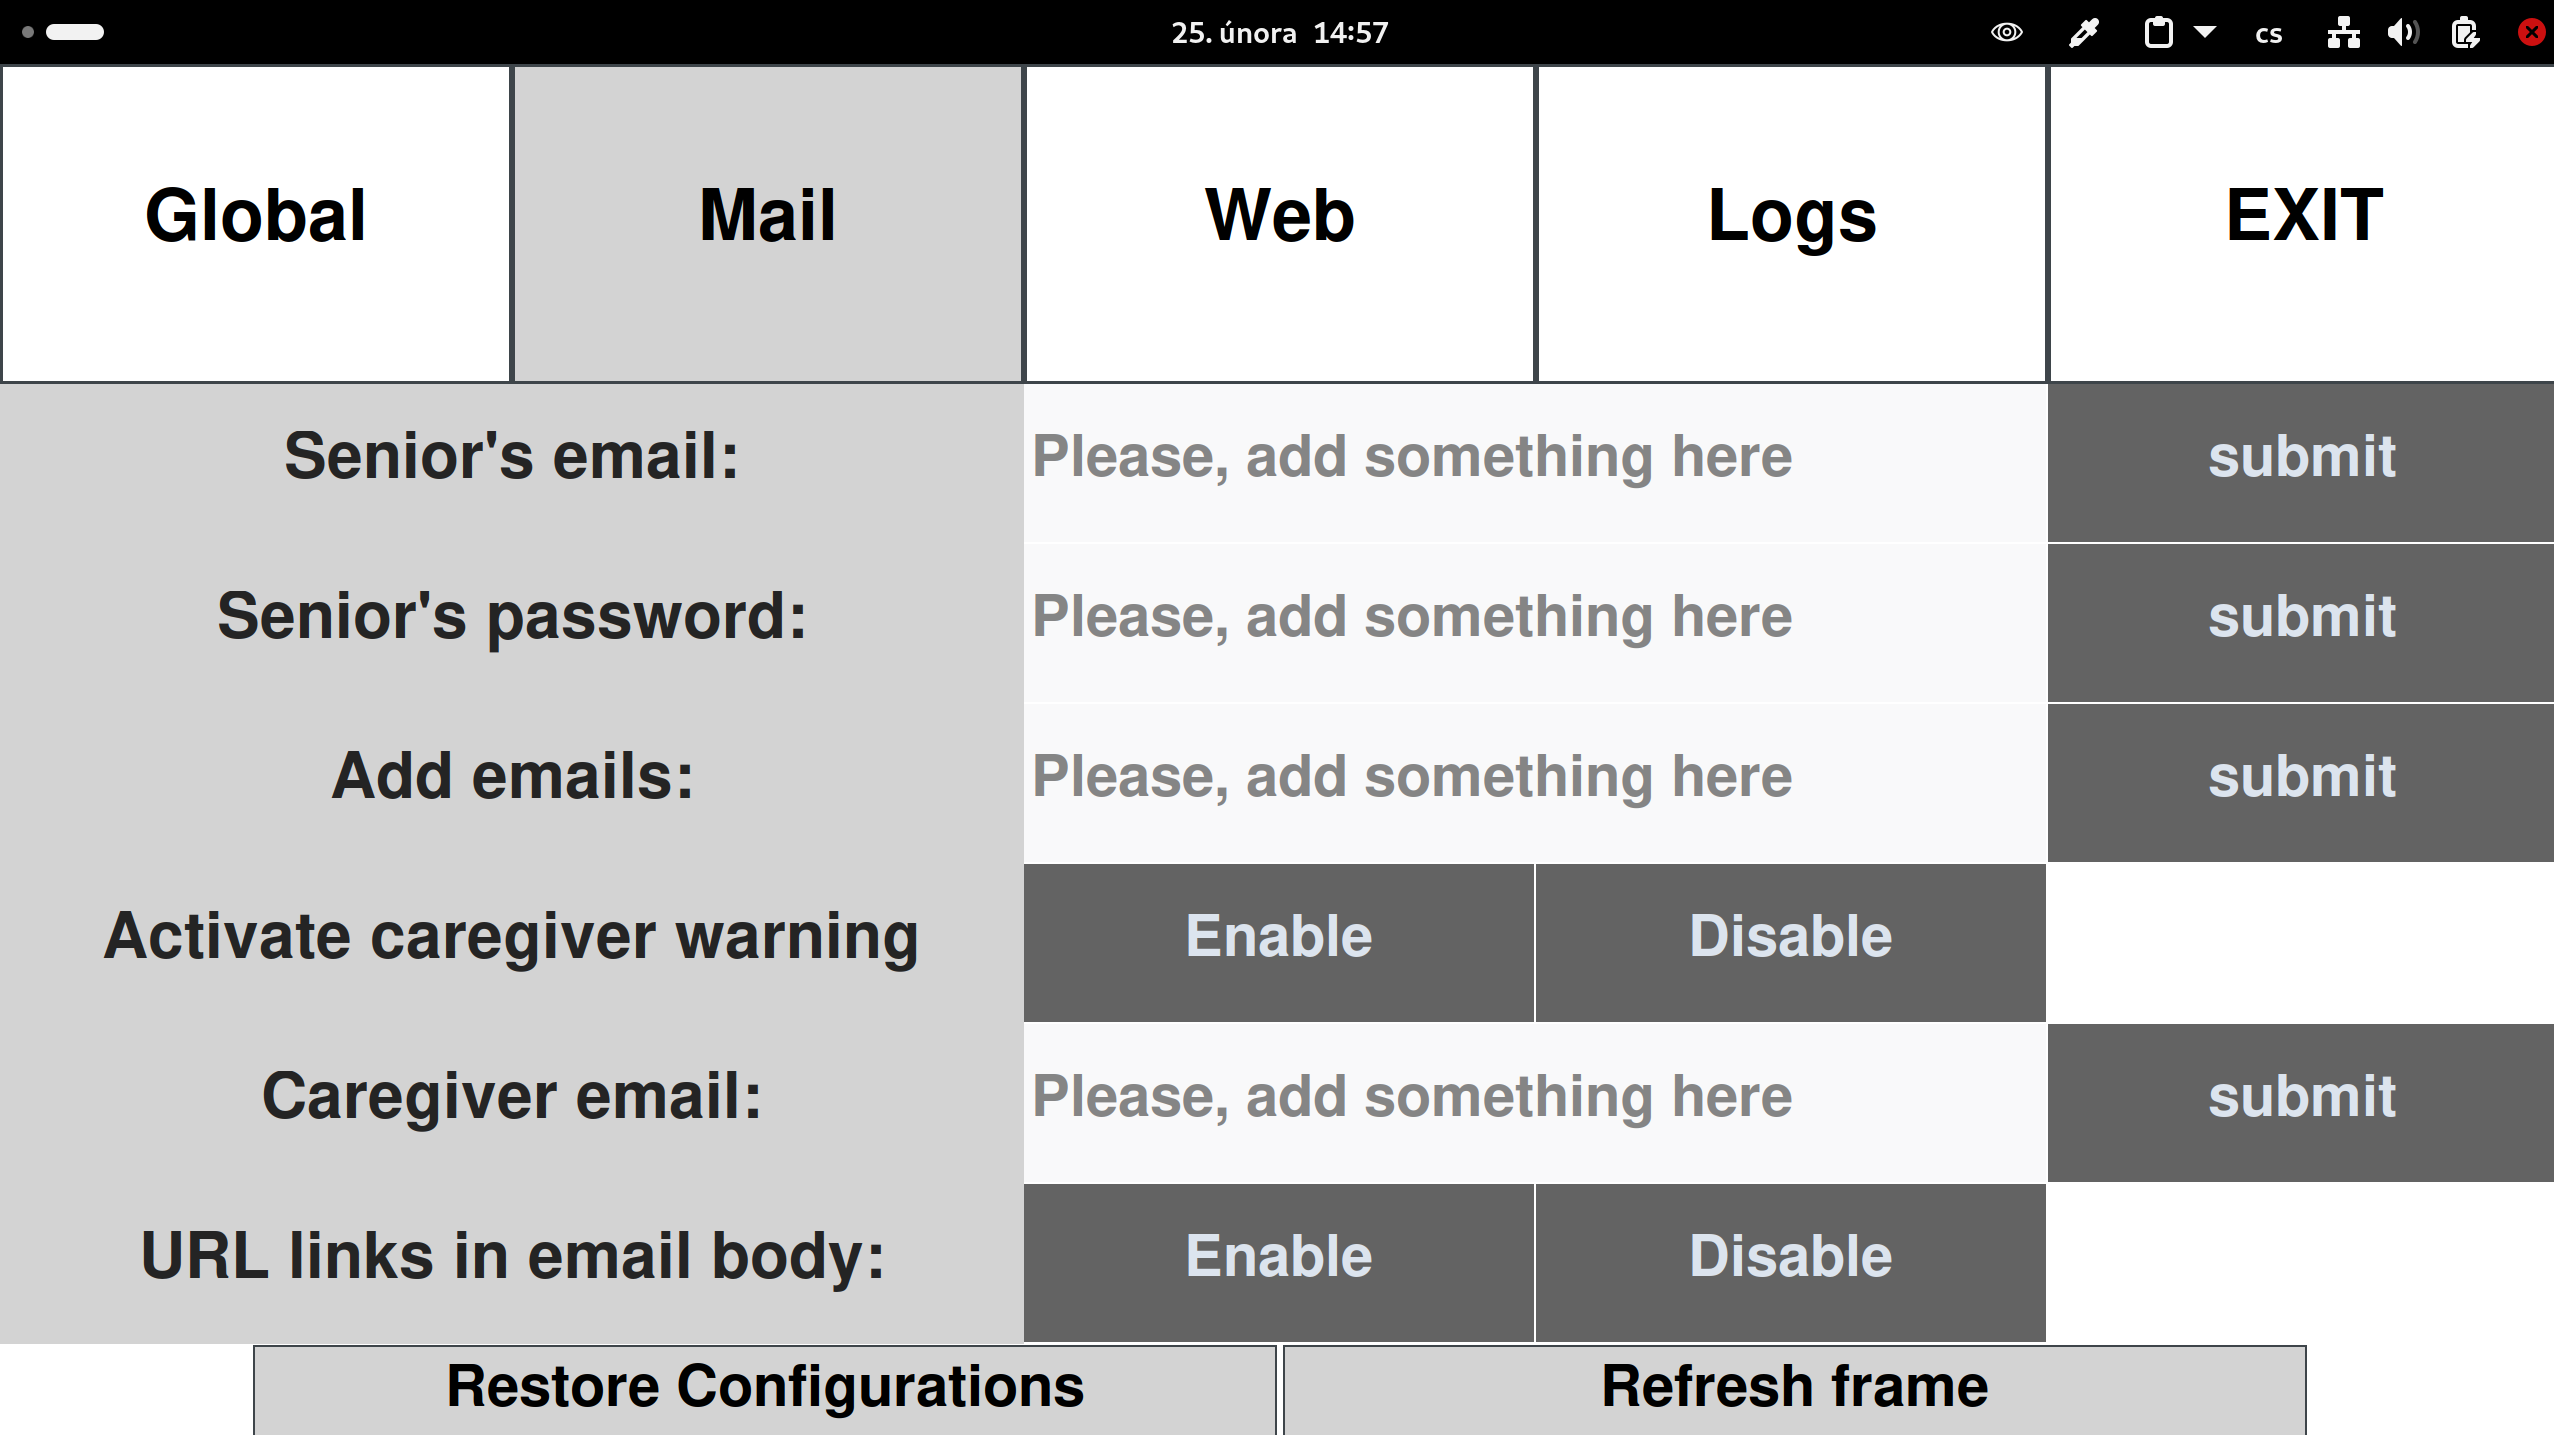 25. února 14:57
cs
Global Mail Web Logs EXIT
Senior's email: Please, add something here submit
Senior's password: Please, add something here submit
Add emails: Please, add something here submit
Activate caregiver warning Enable Disable
Caregiver email: Please, add something here submit
URL links in email body: Enable Disable
Restore Configurations Refresh frame